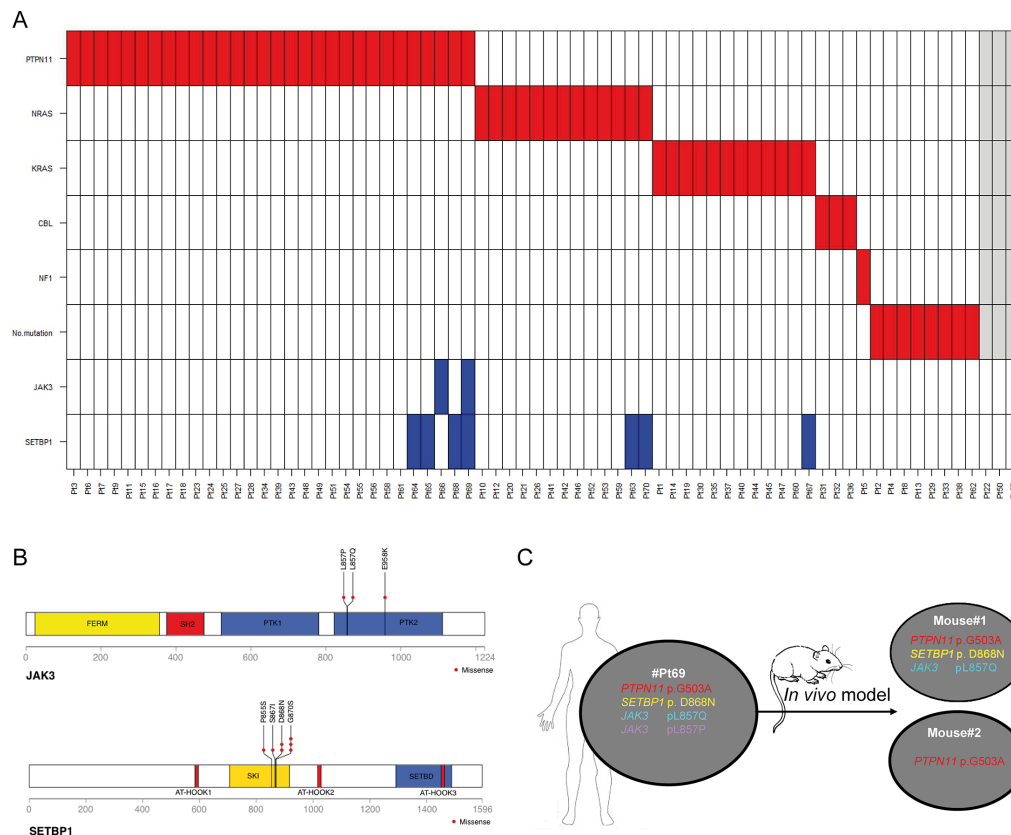 A
PTPN11
NRAS
KRAS
CBL
NF1
No.mutation
JAK3
SETBP1
Pt3 Pt6 Pt7 Pt9 Pt11 Pt15 Pt16 Pt17 Pt18 Pt23 Pt24 Pt25 Pt27 Pt28 Pt34 Pt39 Pt43 Pt48 Pt49 Pt51 Pt54 Pt55 Pt56 Pt58 Pt61 Pt64 Pt65 Pt66 Pt68 Pt69 Pt10 Pt12 Pt20 Pt21 Pt26 Pt41 Pt42 Pt46 Pt52 Pt53 Pt59 Pt63 Pt70 Pt1 Pt14 Pt19 Pt30 Pt35 Pt37 Pt40 Pt44 Pt45 Pt47 Pt60 Pt67 Pt31 Pt32 Pt36 Pt5 Pt2 Pt4 Pt8 Pt13 Pt29 Pt33 Pt38 Pt62 Pt22 Pt50
B
L857P
L857Q
E958K
FERM SH2 PTK1 PTK2
0 200 400 600 800 1000 1224
JAK3
Missense
P855S
S867I
D868N
G870S
SKI SETBD
AT-HOOK1 AT-HOOK2 AT-HOOK3
0 200 400 600 800 1000 1200 1400 1596
SETBP1
Missense
C
#Pt69
PTPN11 p.G503A
SETBP1 p. D868N
JAK3 pL857Q
JAK3 pL857P
In vivo model
Mouse#1
PTPN11 p.G503A
SETBP1 p. D868N
JAK3 pL857Q
Mouse#2
PTPN11 p.G503A